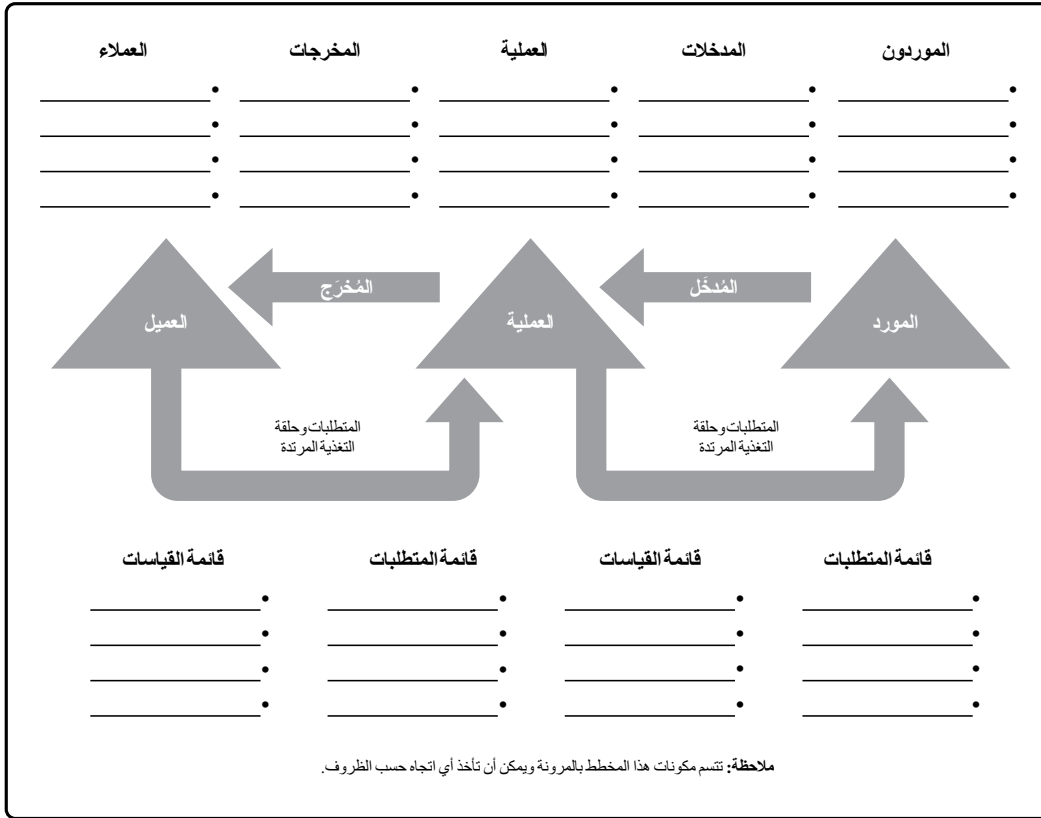 الموردون
المدخلات
العملية
المخرجات
العملاء
المورد
المُدخَل
العملية
المُخرَج
العميل
المتطلبات وحلقة
التغذية المرتدة
المتطلبات وحلقة
التغذية المرتدة
قائمة المتطلبات
قائمة القياسات
قائمة المتطلبات
قائمة القياسات
ملاحظة: تتسم مكونات هذا المخطط بالمرونة ويمكن أن تأخذ أي اتجاه حسب الظروف.